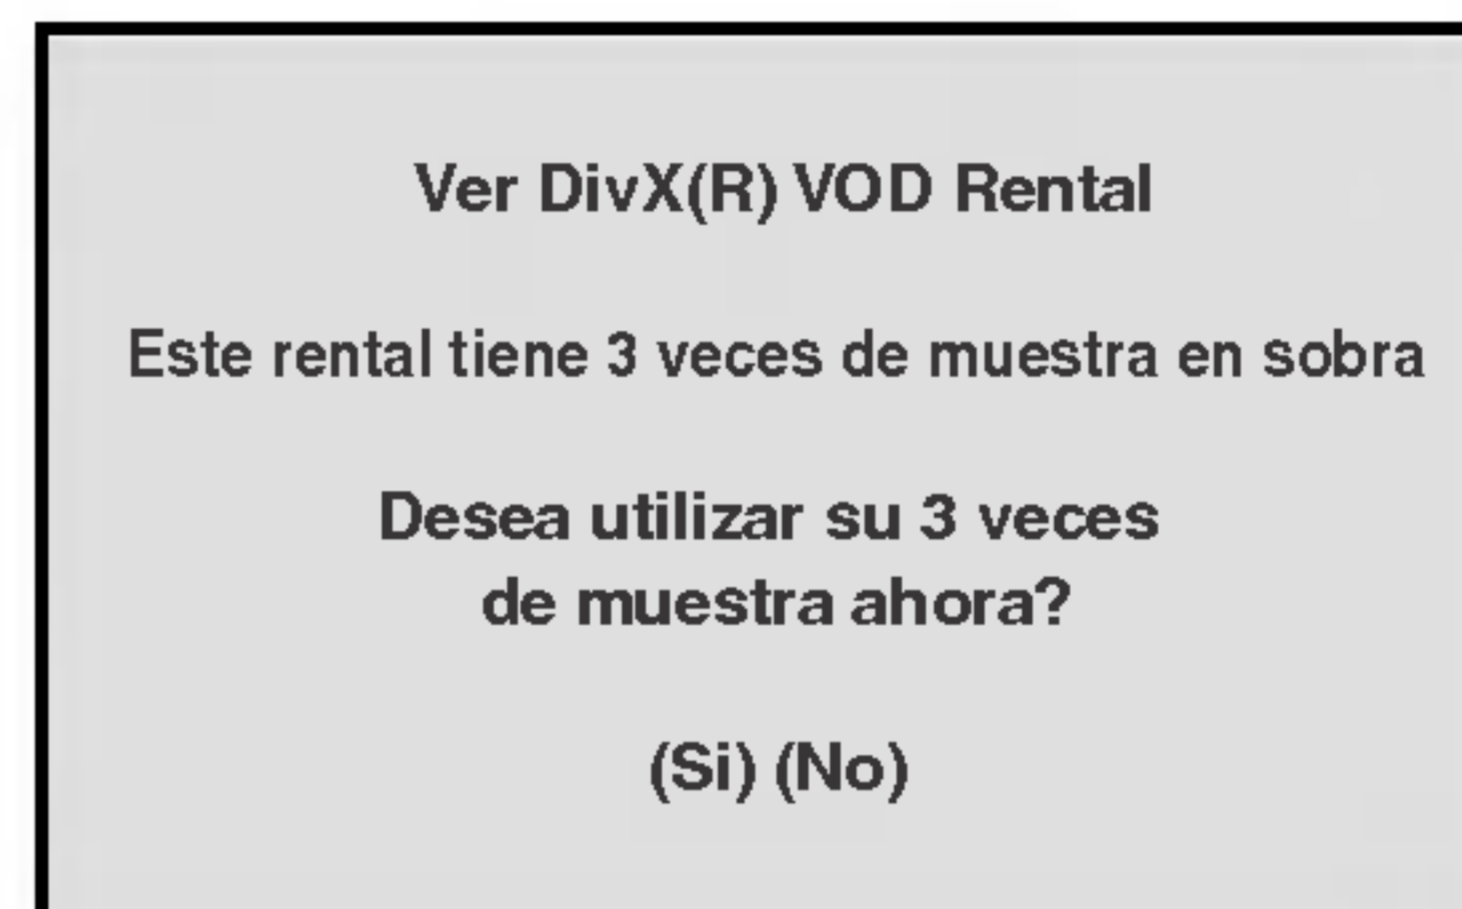 Ver DivX(R) VOD Rental
Este rental tiene 3 veces de muestra en sobra
Desea utilizar su 3 veces
de muestra ahora?
(Si) (No)